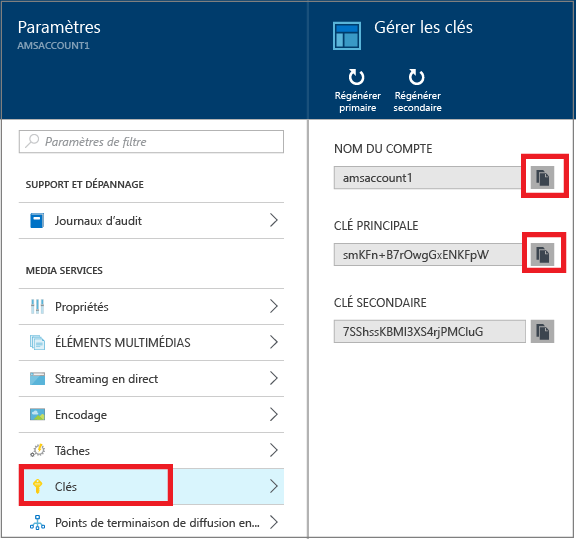 Paramètres
AMSACCOUNT1
Paramètres de filtre
SUPPORT ET DÉPANNAGE
Journaux d'audit
MEDIA SERVICES
Propriétés
ÉLÉMENTS MULTIMÉDIAS
Streaming en direct
Encodage
Tâches
Clés
Points de terminaison de diffusion en...
Gérer les clés
Régénérer primaire
Régénérer secondaire
NOM DU COMPTE
amsaccount1
CLÉ PRINCIPALE
smKFn+B7rOwgGxENKFpW
CLÉ SECONDAIRE
7SShssKBMI3XS4rjPMCluG